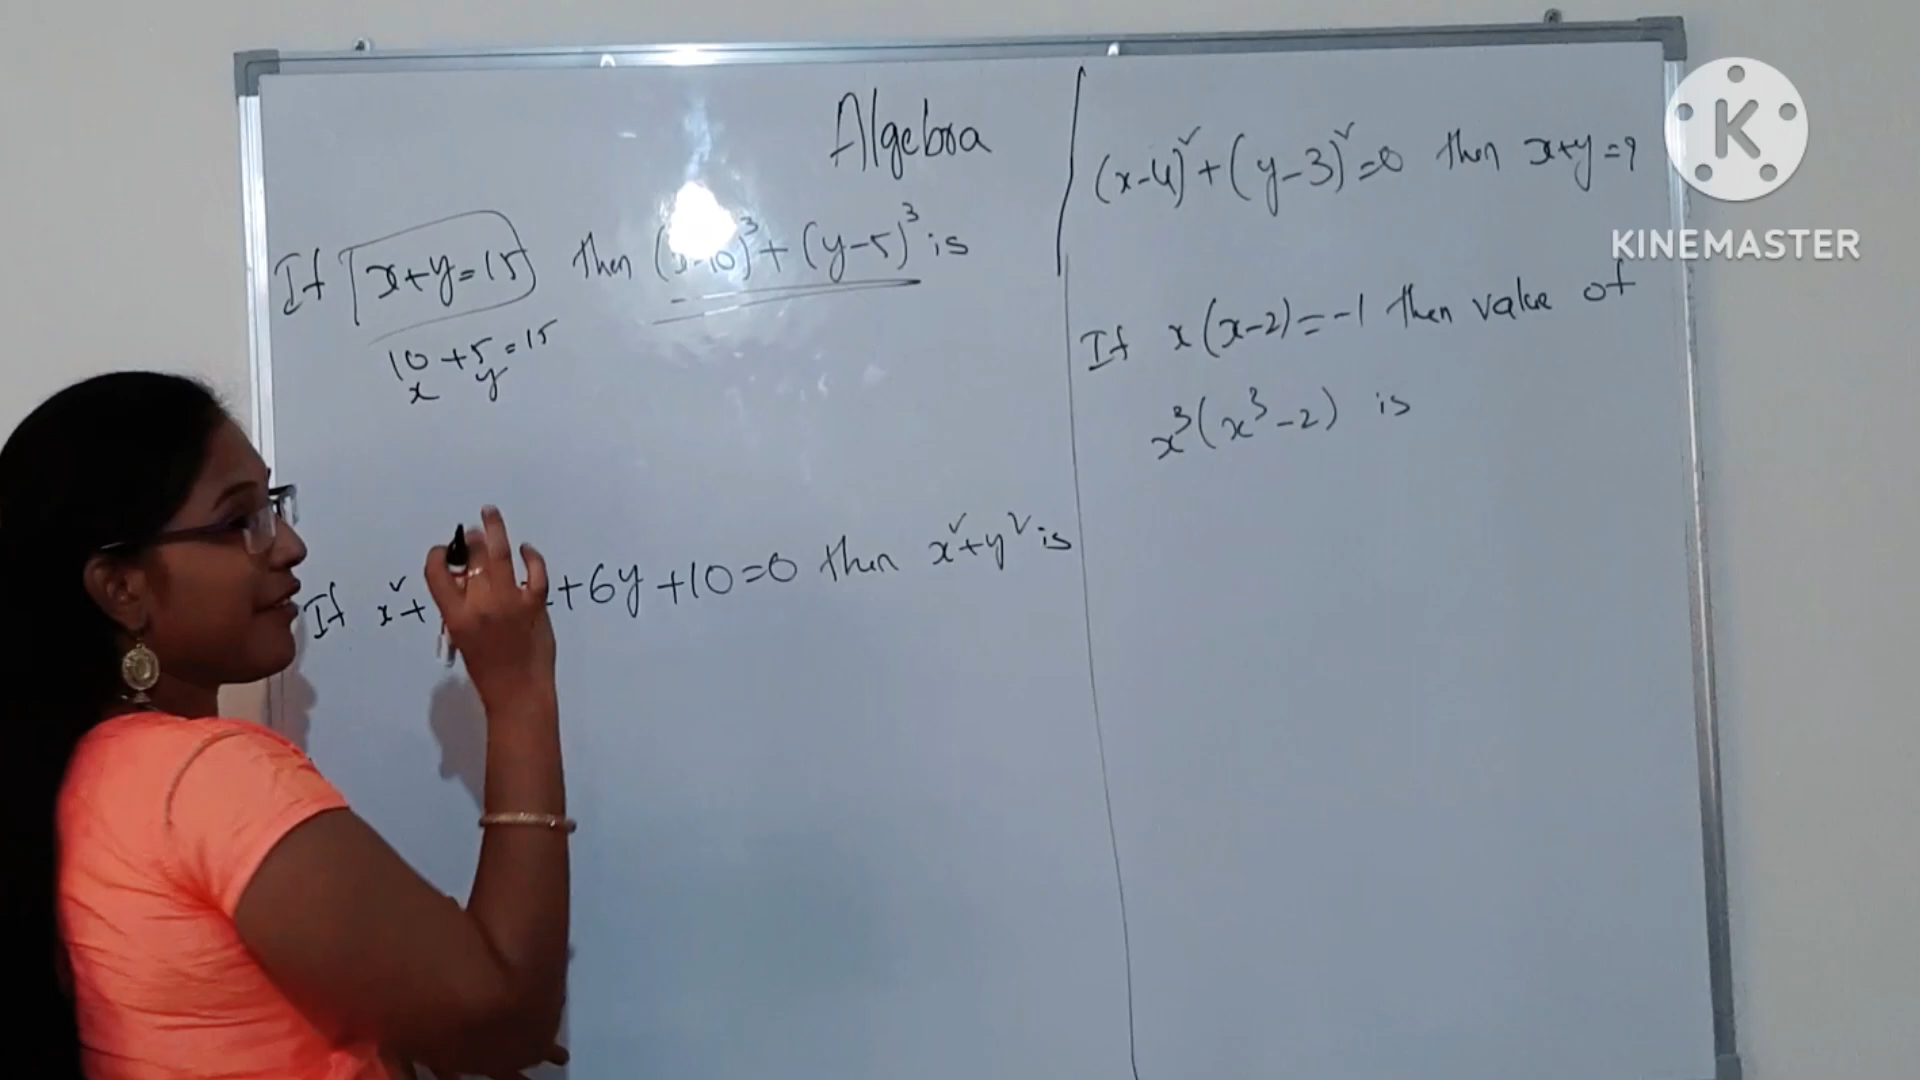 Algebra
If x+y=15 then (x-10)³+(y-5)³ is
10+5=15
x y
If x²+ +6y+10=0 then x²+y² is
(x-4)²+(y-3)²=0 then x+y=?
If x(x-2)=-1 then value of
x³(x³-2) is
K
KINEMASTER